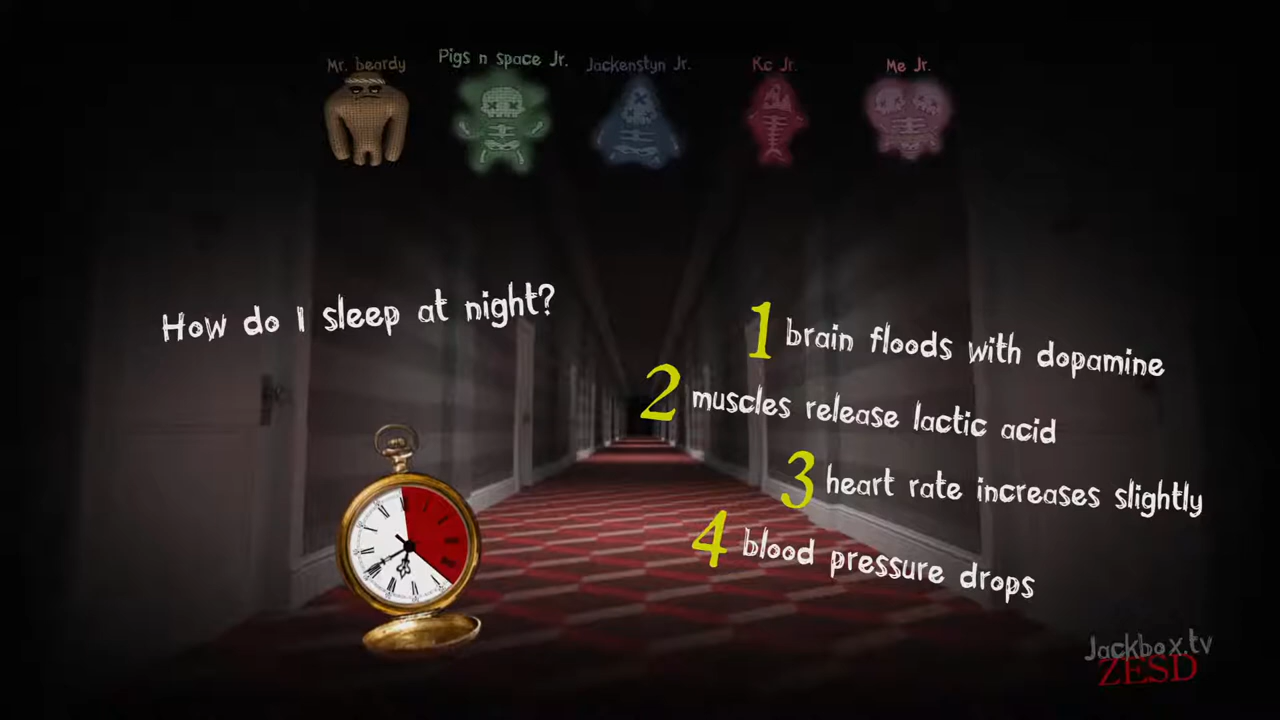 Mr. beardy
Pigs n space Jr.
Jackenstyn Jr.
Kc Jr.
Me Jr.
How do I sleep at night?
1 brain floods with dopamine
2 muscles release lactic acid
3 heart rate increases slightly
4 blood pressure drops
Jackbox.tv
ZESD